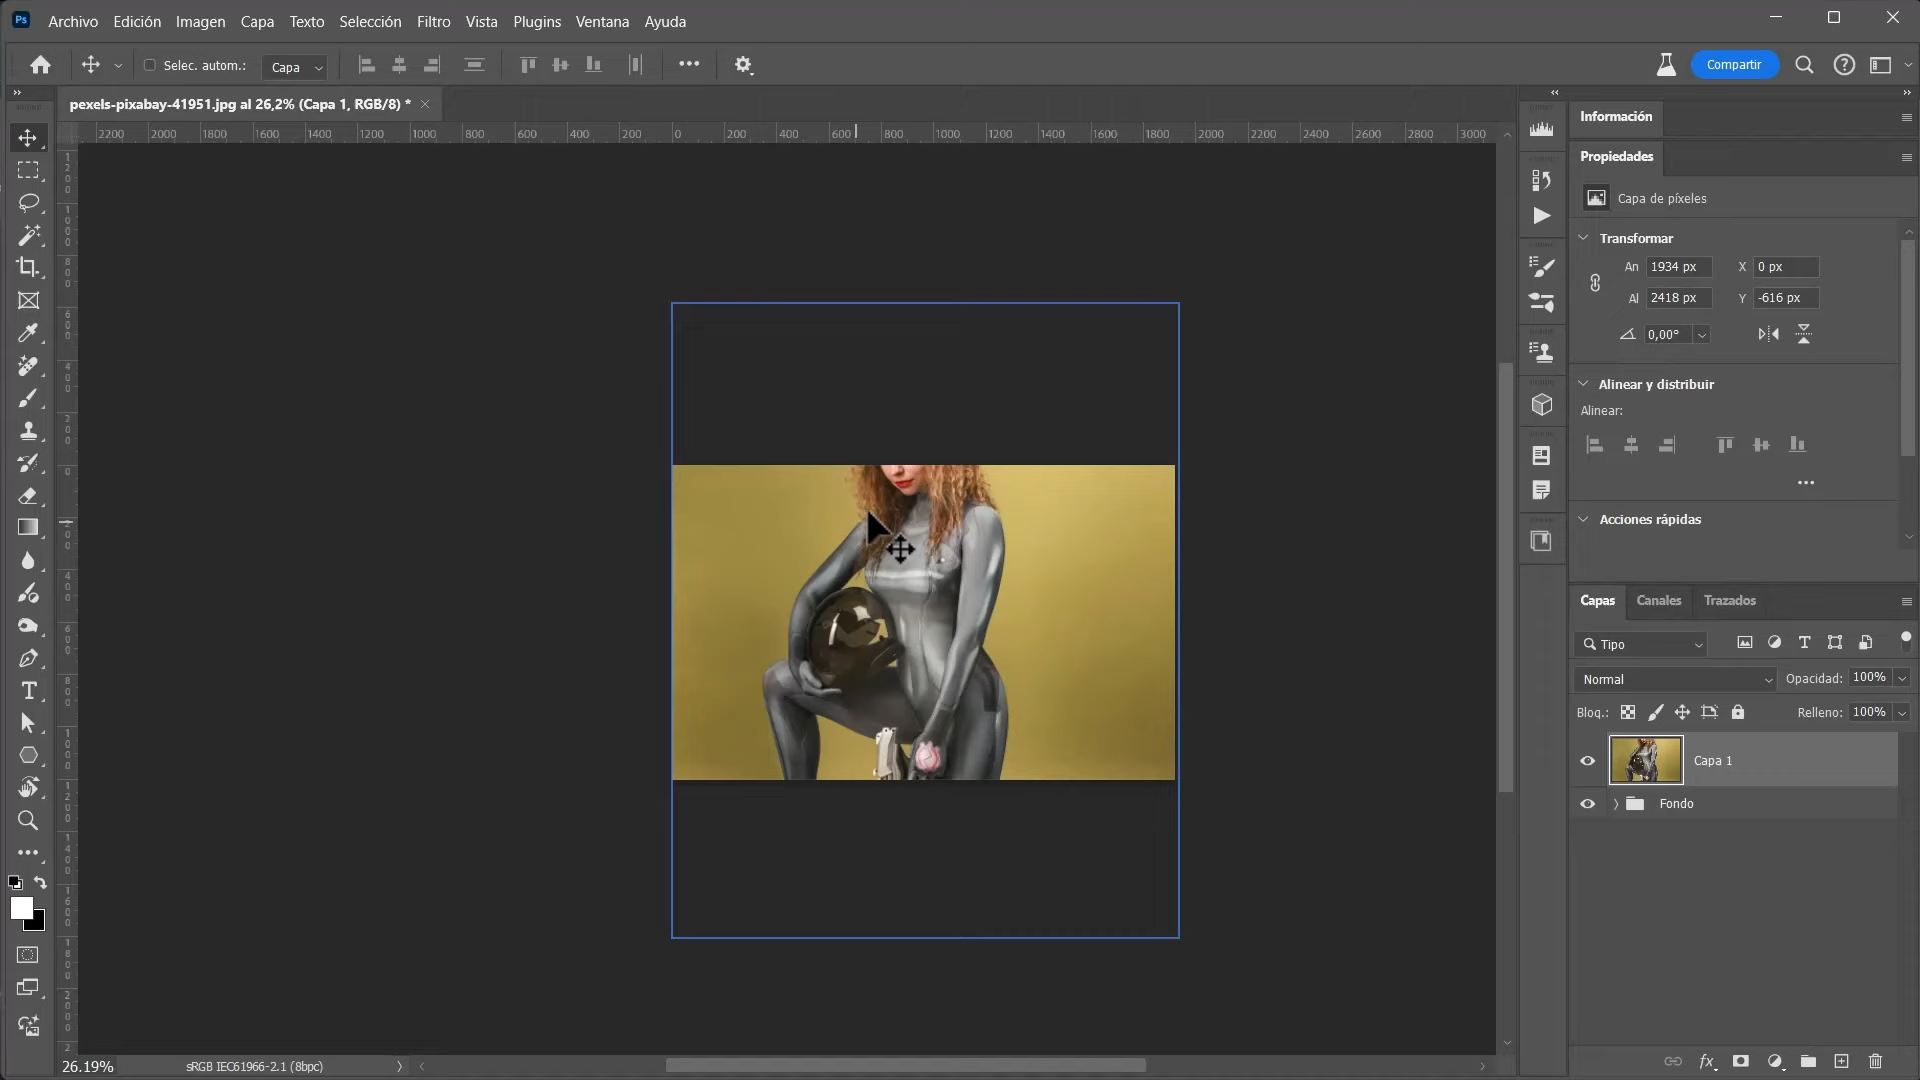 Ps Archivo Edición Imagen Capa Texto Selección Filtro Vista Plugins Ventana Ayuda
Selec. autom.: Capa Compartir
pexels-pixabay-41951.jpg al 26,2% (Capa 1, RGB/8) *
2200 2000 1800 1600 1400 1200 1000 800 600 400 200 0 200 400 600 800 1000 1200 1400 1600 1800 2000 2200 2400 2600 2800 3000
Información
Propiedades
Capa de píxeles
Transformar
An 1934 px X 0 px
Al 2418 px Y -616 px
0,00°
Alinear y distribuir
Alinear:
Acciones rápidas
Capas Canales Trazados
Tipo
Normal Opacidad: 100%
Bloq.: Relleno: 100%
Capa 1
Fondo
26.19% sRGB IEC61966-2.1 (8bpc)